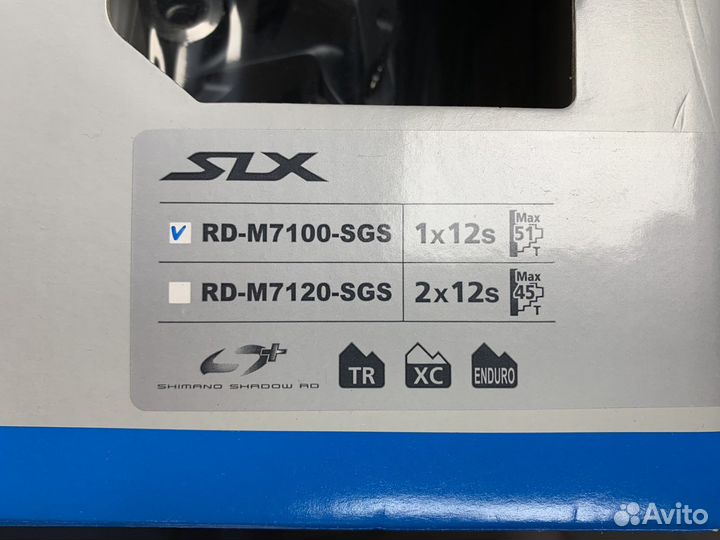 SLX
RD-M7100-SGS 1x12s Max 51 T
RD-M7120-SGS 2x12s Max 45 T
SHIMANO SHADOW RD TR XC ENDURO
Avito